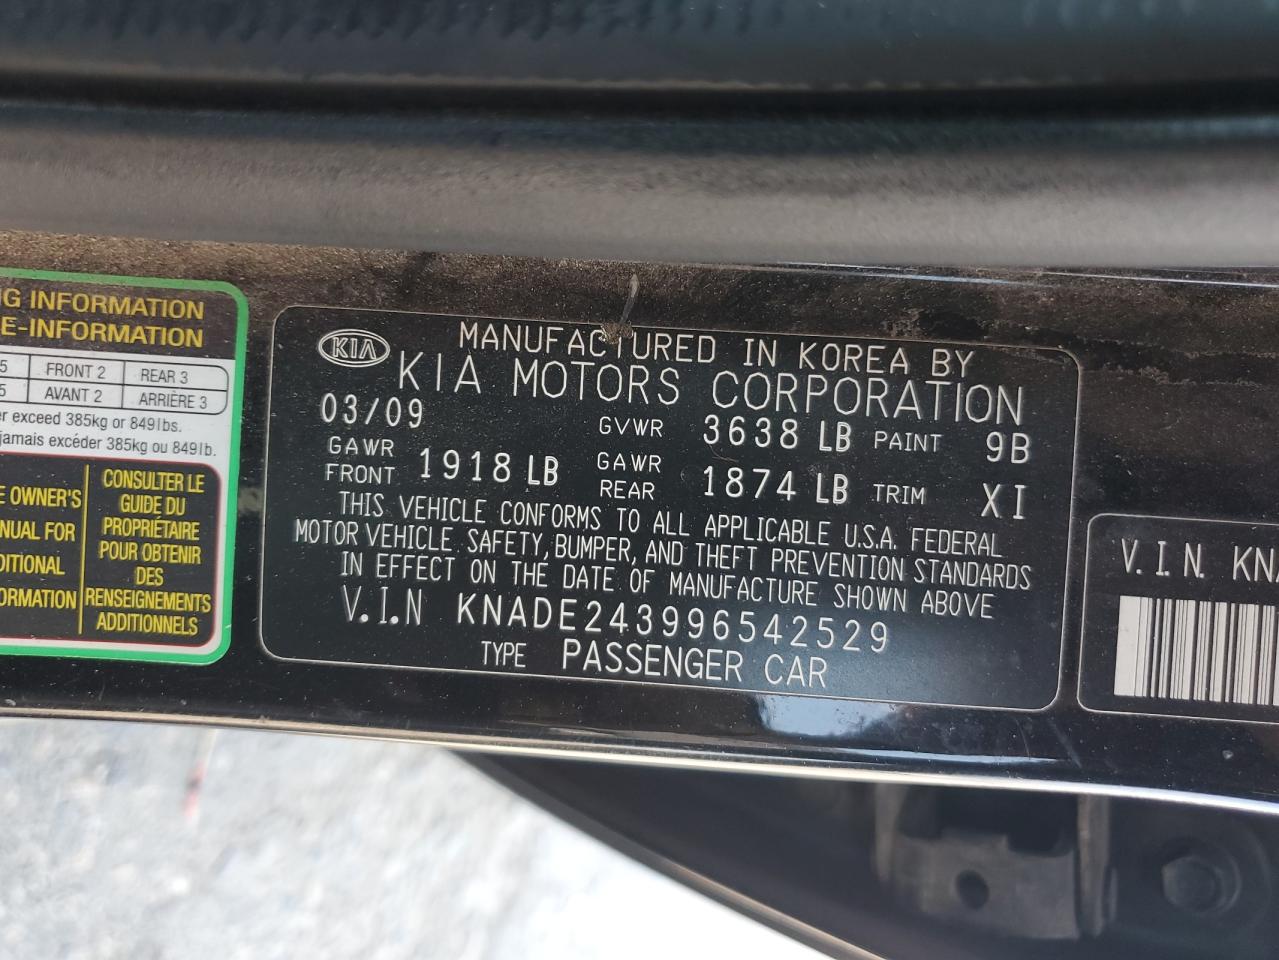 G INFORMATION
E-INFORMATION
5 FRONT 2 REAR 3
5 AVANT 2 ARRIÈRE 3
er exceed 385kg or 849lbs.
jamais excéder 385kg ou 849lb.
E OWNER'S
ANUAL FOR
DITIONAL
FORMATION
CONSULTER LE
GUIDE DU
PROPRIÉTAIRE
POUR OBTENIR
DES
RENSEIGNEMENTS
ADDITIONNELS
KIA
MANUFACTURED IN KOREA BY
KIA MOTORS CORPORATION
03/09 GVWR 3638 LB PAINT 9B
GAWR FRONT 1918 LB GAWR REAR 1874 LB TRIM XI
THIS VEHICLE CONFORMS TO ALL APPLICABLE U.S.A. FEDERAL
MOTOR VEHICLE SAFETY, BUMPER, AND THEFT PREVENTION STANDARDS
IN EFFECT ON THE DATE OF MANUFACTURE SHOWN ABOVE
V.I.N KNADE243996542529
TYPE PASSENGER CAR
V.I.N. KNA